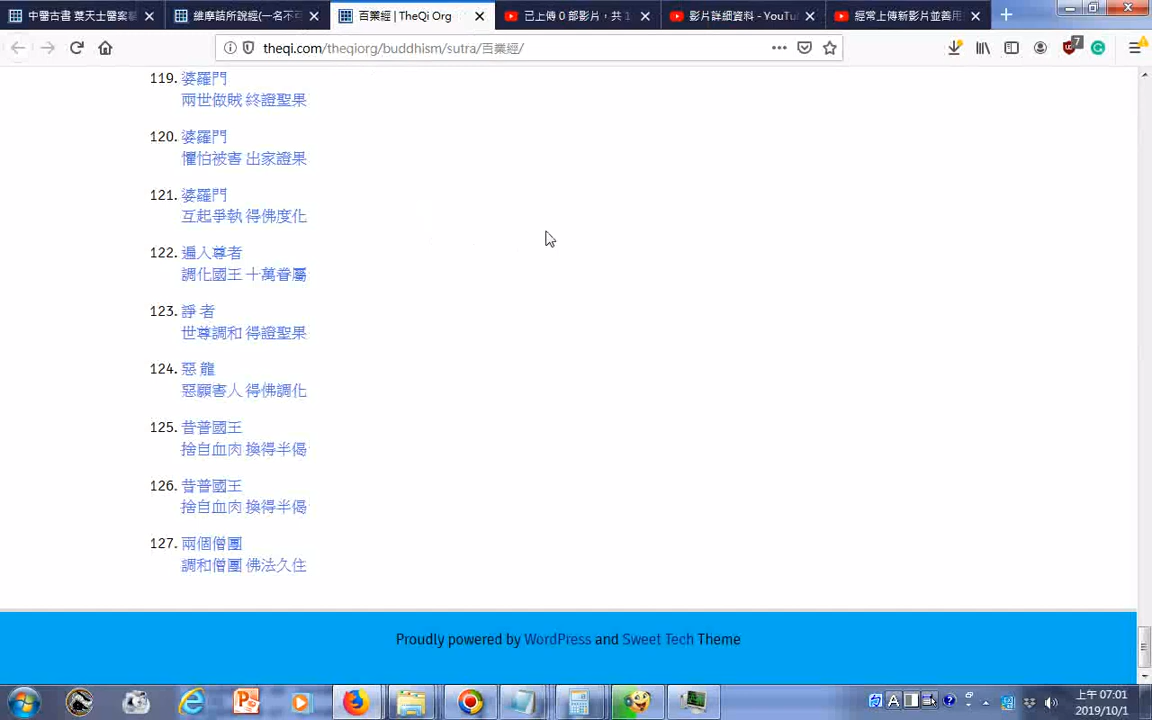 中醫古書 葉天士醫案
維摩詰所說經(一名不可
百業經 | TheQi Org
已上傳 0 部影片，共 1
影片詳細資料 - YouTu
經常上傳新影片並善用
theqi.com/theqiorg/buddhism/sutra/百業經/
7
119. 婆羅門
兩世做賊 終證聖果
120. 婆羅門
懼怕被害 出家證果
121. 婆羅門
互起爭執 得佛度化
122. 遍入尊者
調化國王 十萬眷屬
123. 諍 者
世尊調和 得證聖果
124. 惡 龍
惡願害人 得佛調化
125. 昔普國王
捨自血肉 換得半偈
126. 昔普國王
捨自血肉 換得半偈
127. 兩個僧團
調和僧團 佛法久住
Proudly powered by WordPress and Sweet Tech Theme
A
上午 07:01
2019/10/1